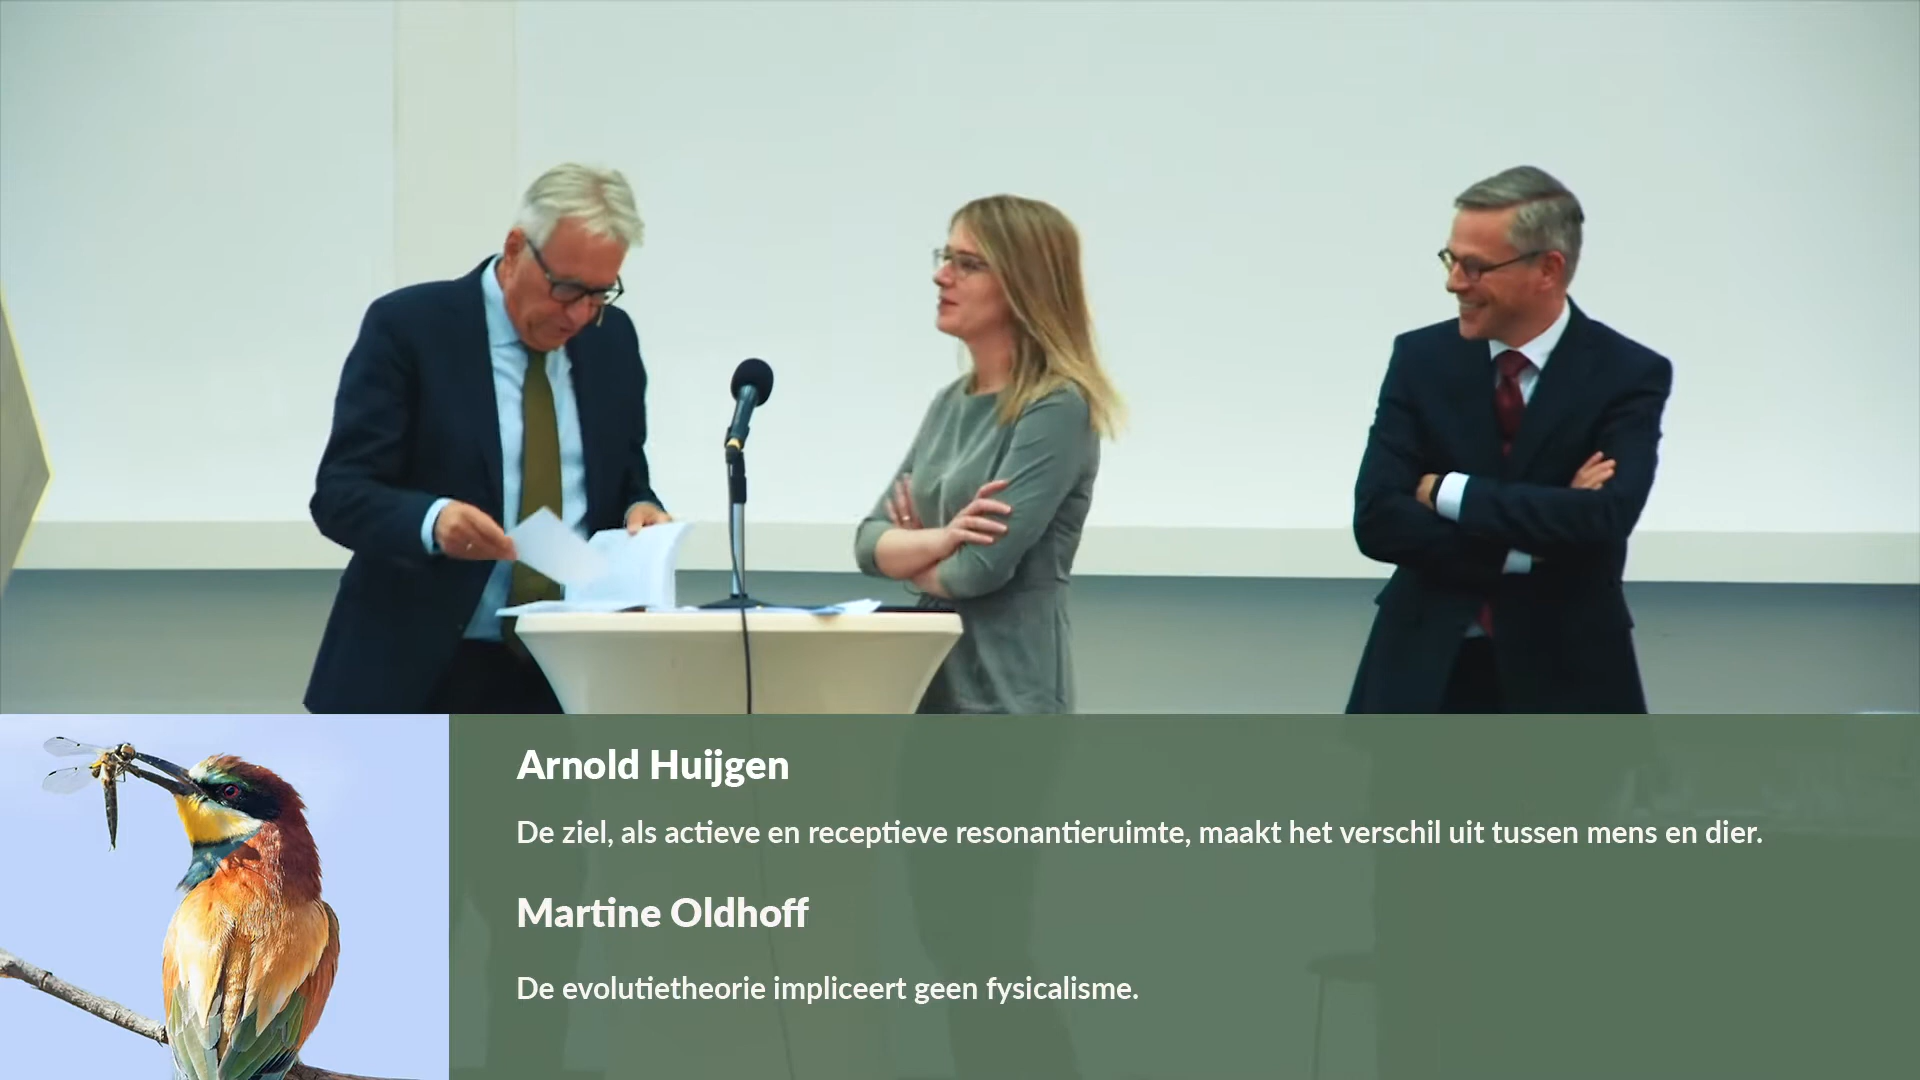 Arnold Huijgen
De ziel, als actieve en receptieve resonantieruimte, maakt het verschil uit tussen mens en dier.
Martine Oldhoff
De evolutietheorie impliceert geen fysicalisme.